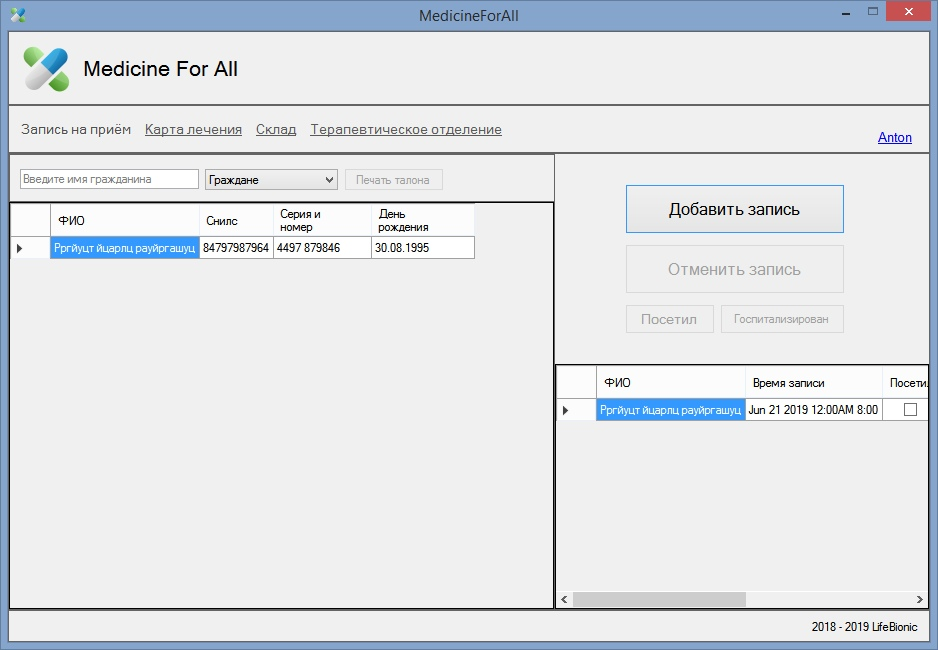 MedicineForAll
Medicine For All
Запись на приём Карта лечения Склад Терапевтическое отделение
Anton
Введите имя гражданина Граждане Печать талона
ФИО Снилс Серия и номер День рождения
РрГйуцт йцарлц рауйргашуц 84797987964 4497 879846 30.08.1995
Добавить запись
Отменить запись
Посетил Госпитализирован
ФИО Время записи Посети
Ррґйуцт йцарлц рауйргашуц Jun 21 2019 12:00AM 8:00
2018 - 2019 LifeBionic